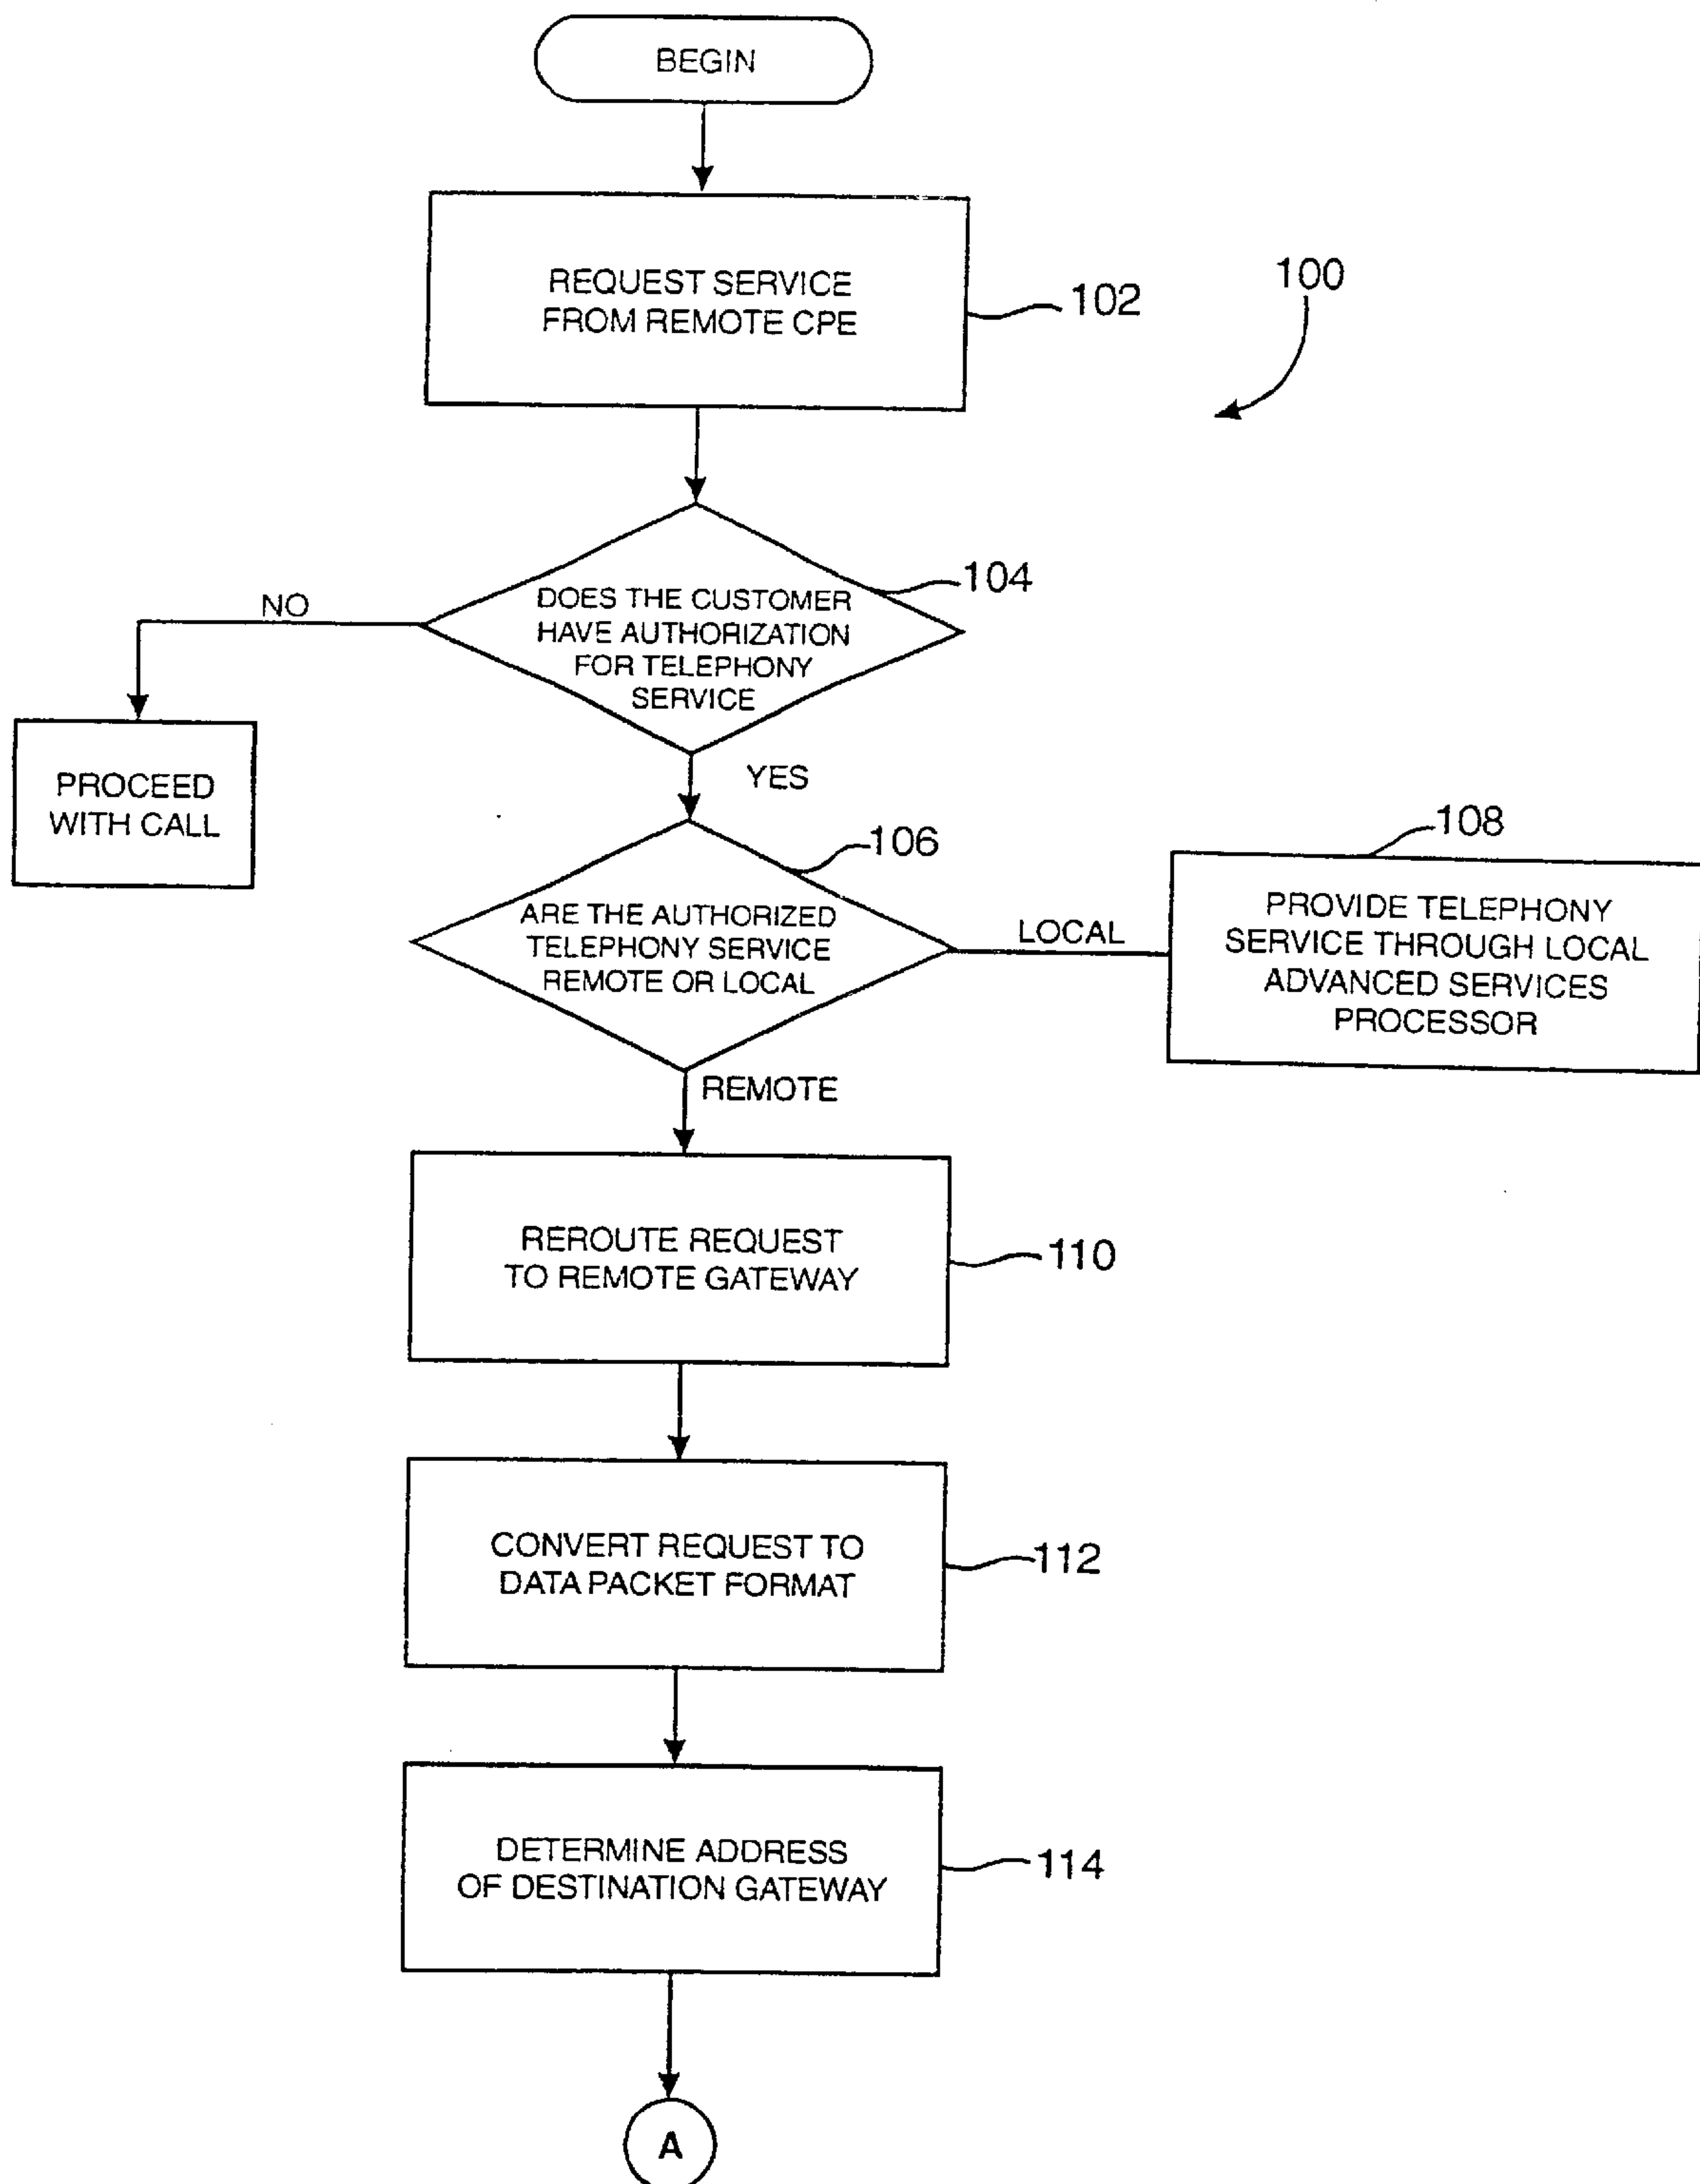 BEGIN
REQUEST SERVICE
FROM REMOTE CPE
102
100
104
DOES THE CUSTOMER
HAVE AUTHORIZATION
FOR TELEPHONY
SERVICE
NO
PROCEED
WITH CALL
YES
106
ARE THE AUTHORIZED
TELEPHONY SERVICE
REMOTE OR LOCAL
LOCAL
108
PROVIDE TELEPHONY
SERVICE THROUGH LOCAL
ADVANCED SERVICES
PROCESSOR
REMOTE
REROUTE REQUEST
TO REMOTE GATEWAY
110
CONVERT REQUEST TO
DATA PACKET FORMAT
112
DETERMINE ADDRESS
OF DESTINATION GATEWAY
114
A